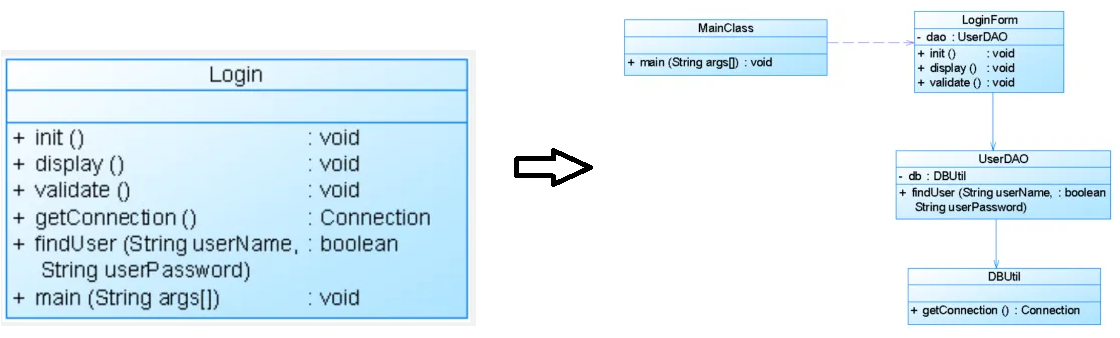 Login
+ init () : void
+ display () : void
+ validate () : void
+ getConnection () : Connection
+ findUser (String userName, : boolean
String userPassword)
+ main (String args[]) : void
MainClass
+ main (String args[]) : void
LoginForm
- dao : UserDAO
+ init () : void
+ display () : void
+ validate () : void
UserDAO
- db : DBUtil
+ findUser (String userName, : boolean
String userPassword)
DBUtil
+ getConnection () : Connection